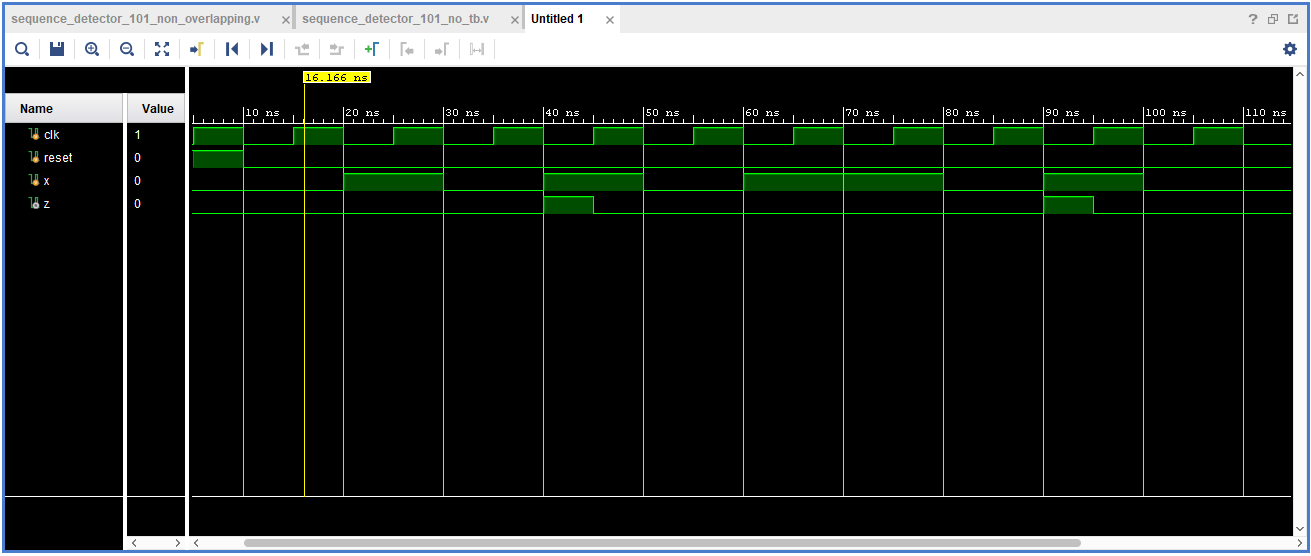 sequence_detector_101_non_overlapping.v × sequence_detector_101_no_tb.v × Untitled 1 ×
16.166 ns
Name Value
10 ns 20 ns 30 ns 40 ns 50 ns 60 ns 70 ns 80 ns 90 ns 100 ns 110 ns
clk 1
reset 0
x 0
z 0